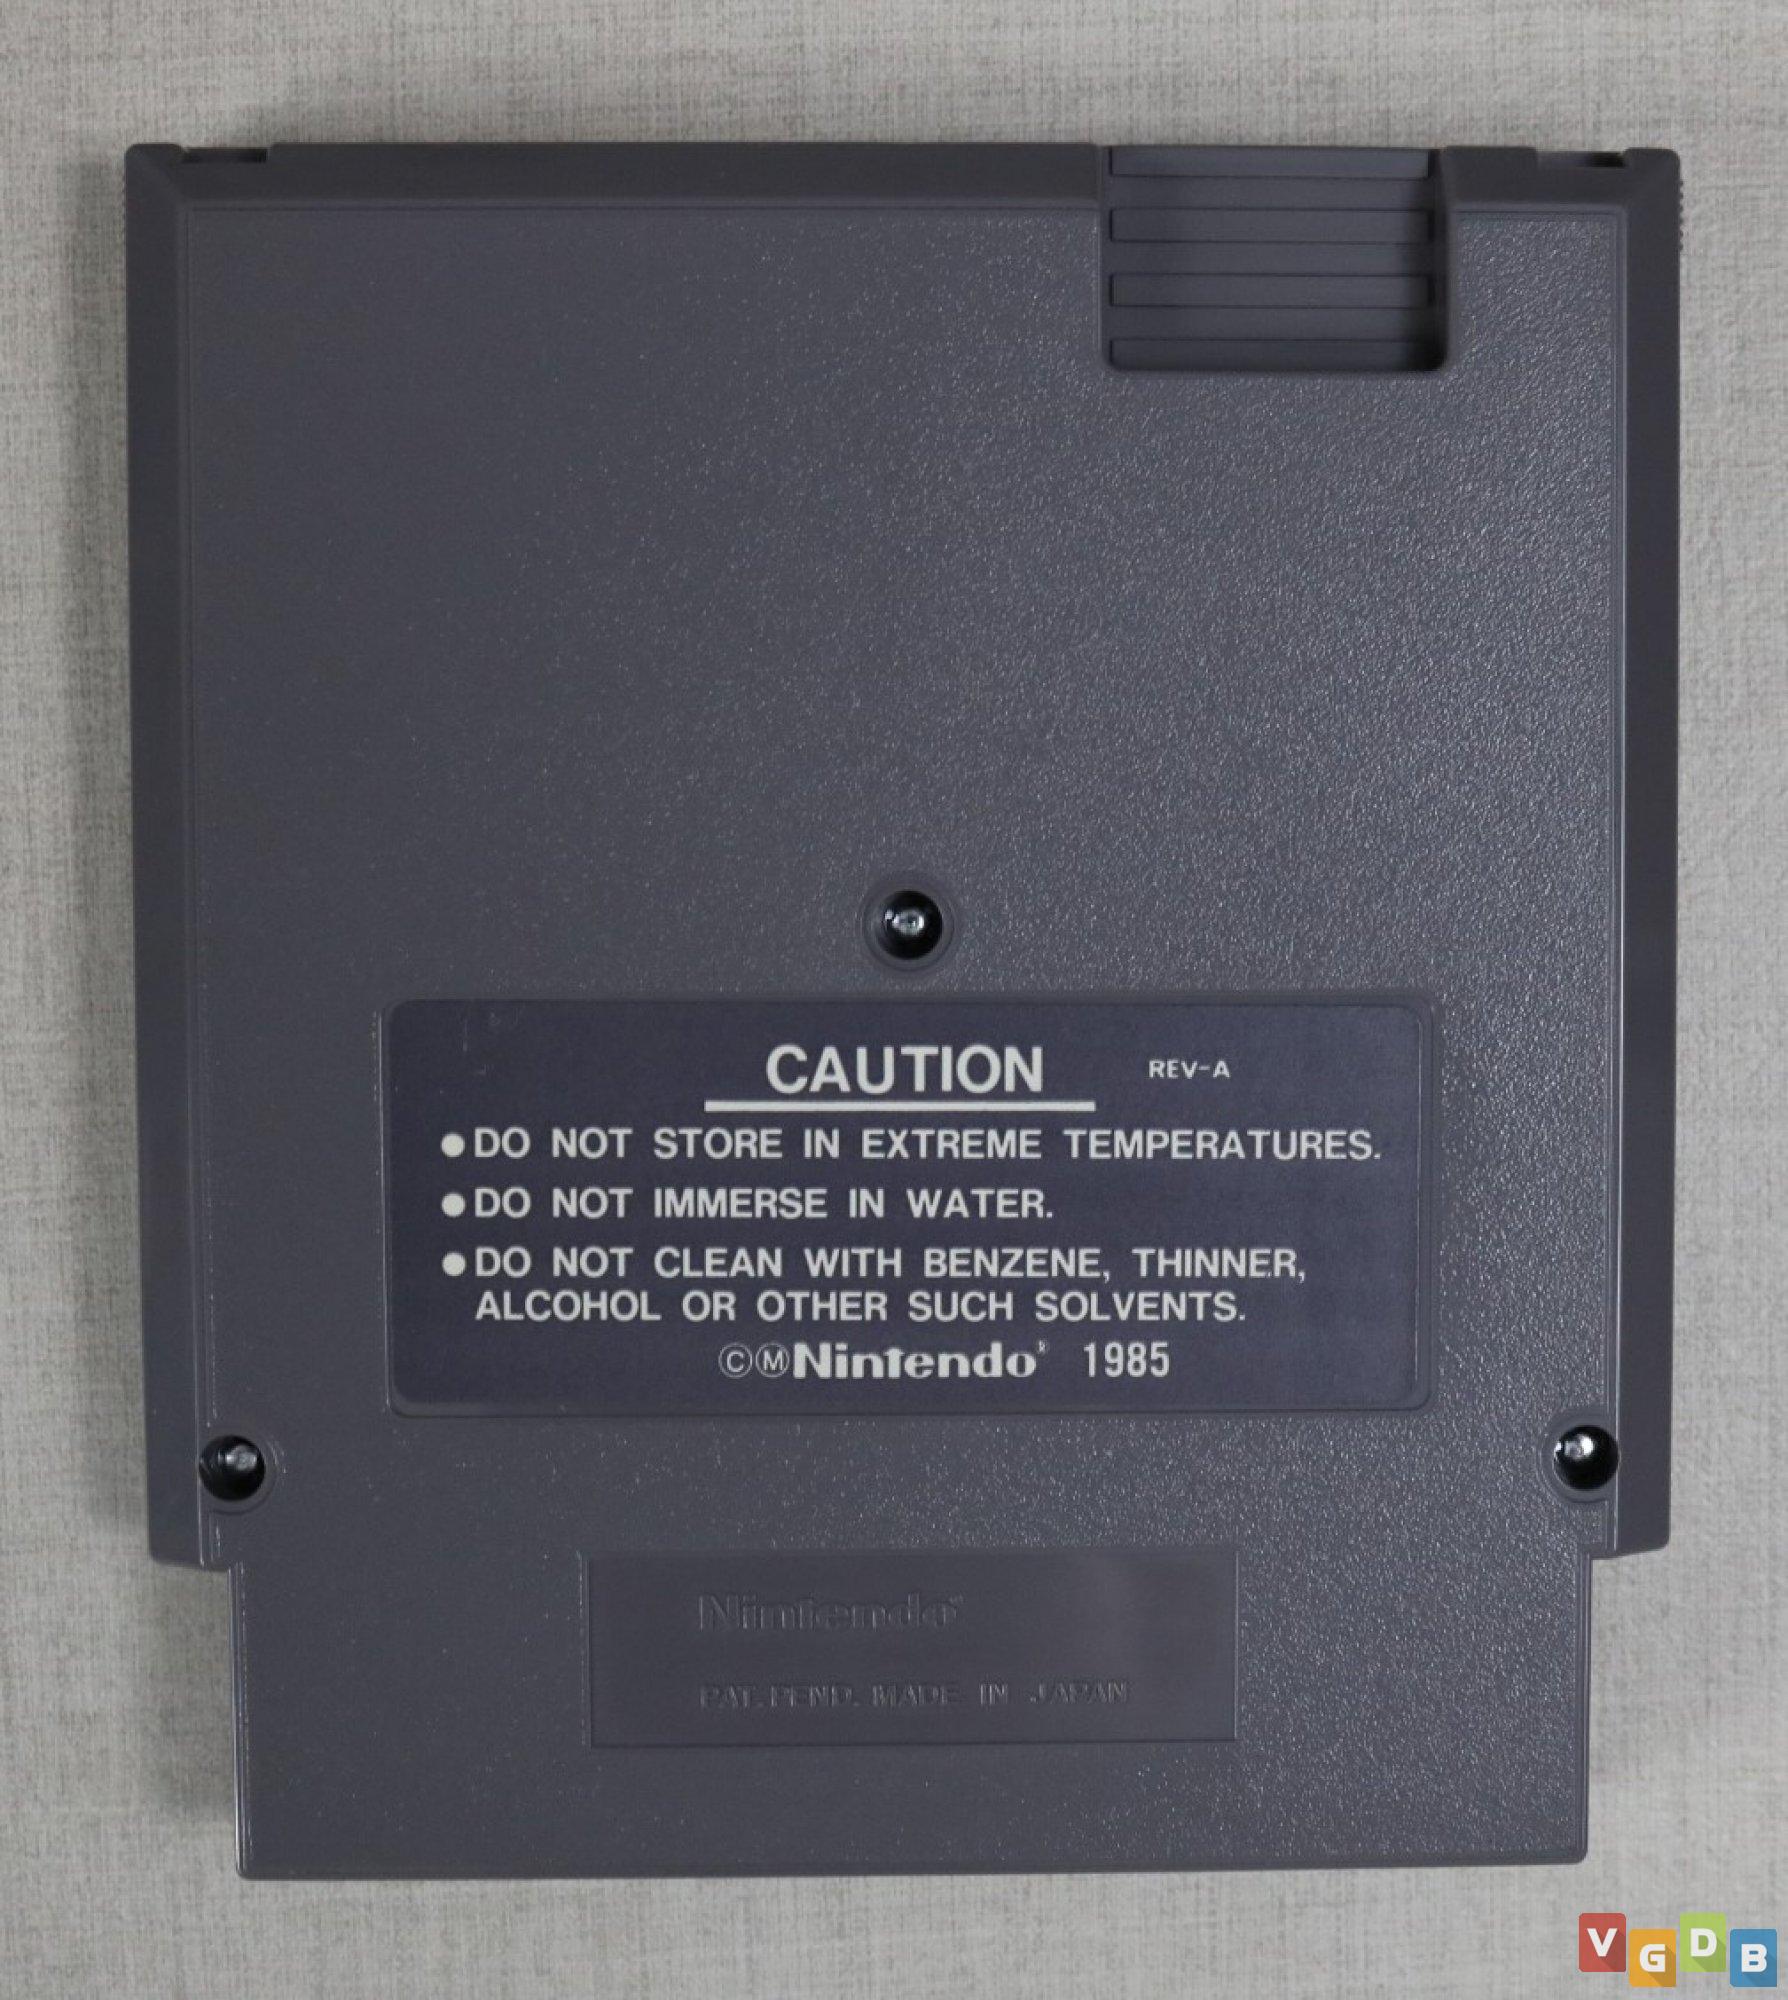 CAUTION REV-A
●DO NOT STORE IN EXTREME TEMPERATURES.
●DO NOT IMMERSE IN WATER.
●DO NOT CLEAN WITH BENZENE, THINNER,
ALCOHOL OR OTHER SUCH SOLVENTS.
ⒸⓂNintendo® 1985
Nintendo®
PAT. PEND. MADE IN JAPAN
VGDB